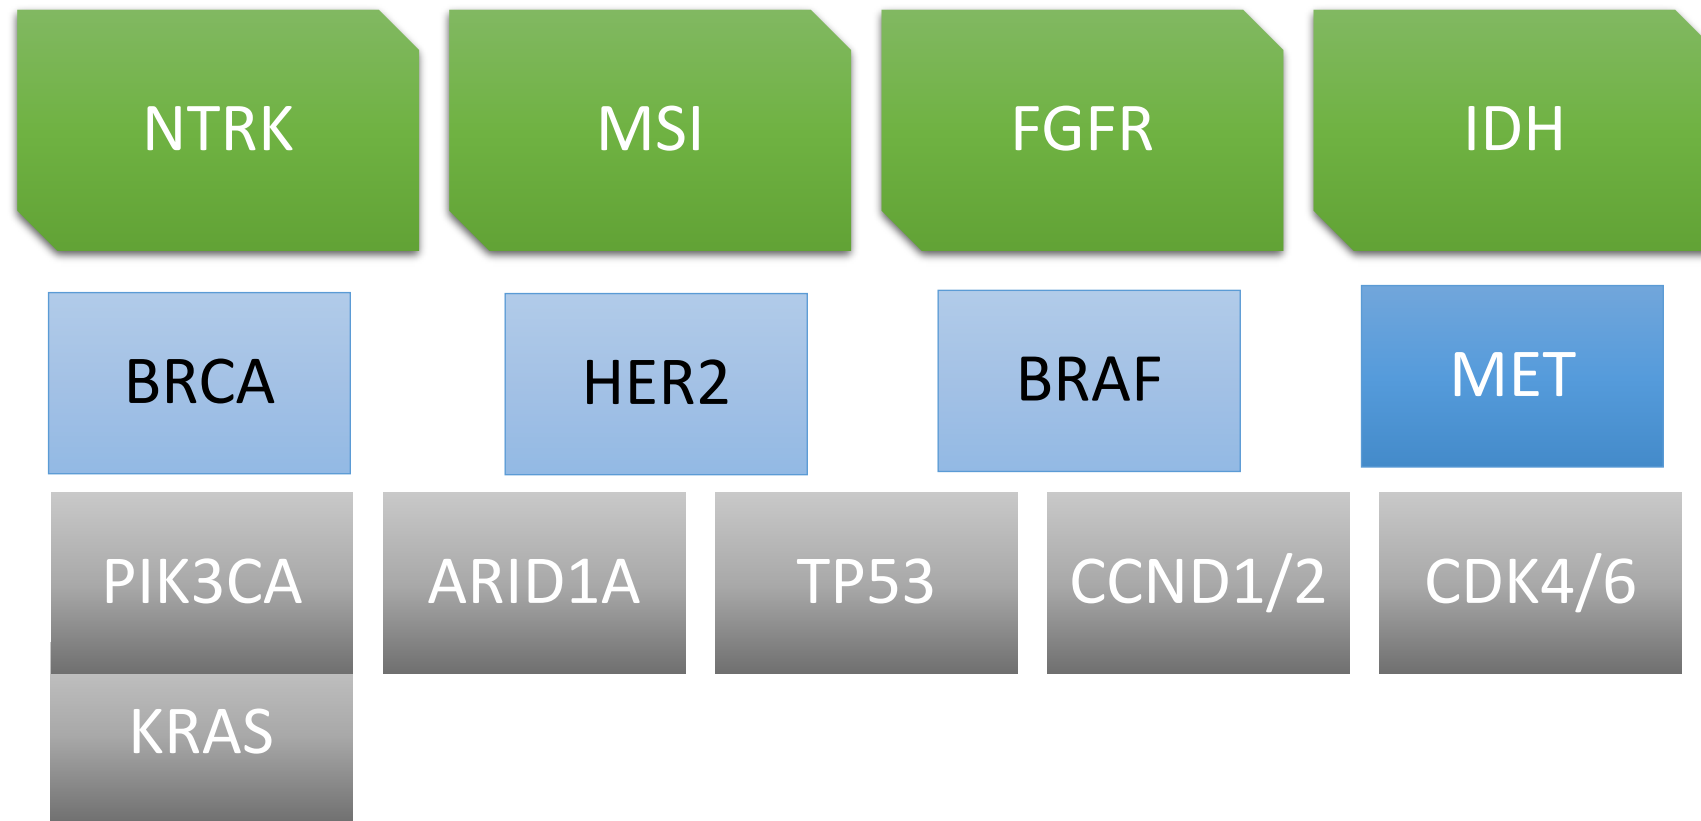 NTRK
MSI
FGFR
IDH
BRCA
HER2
BRAF
MET
PIK3CA
ARID1A
TP53
CCND1/2
CDK4/6
KRAS